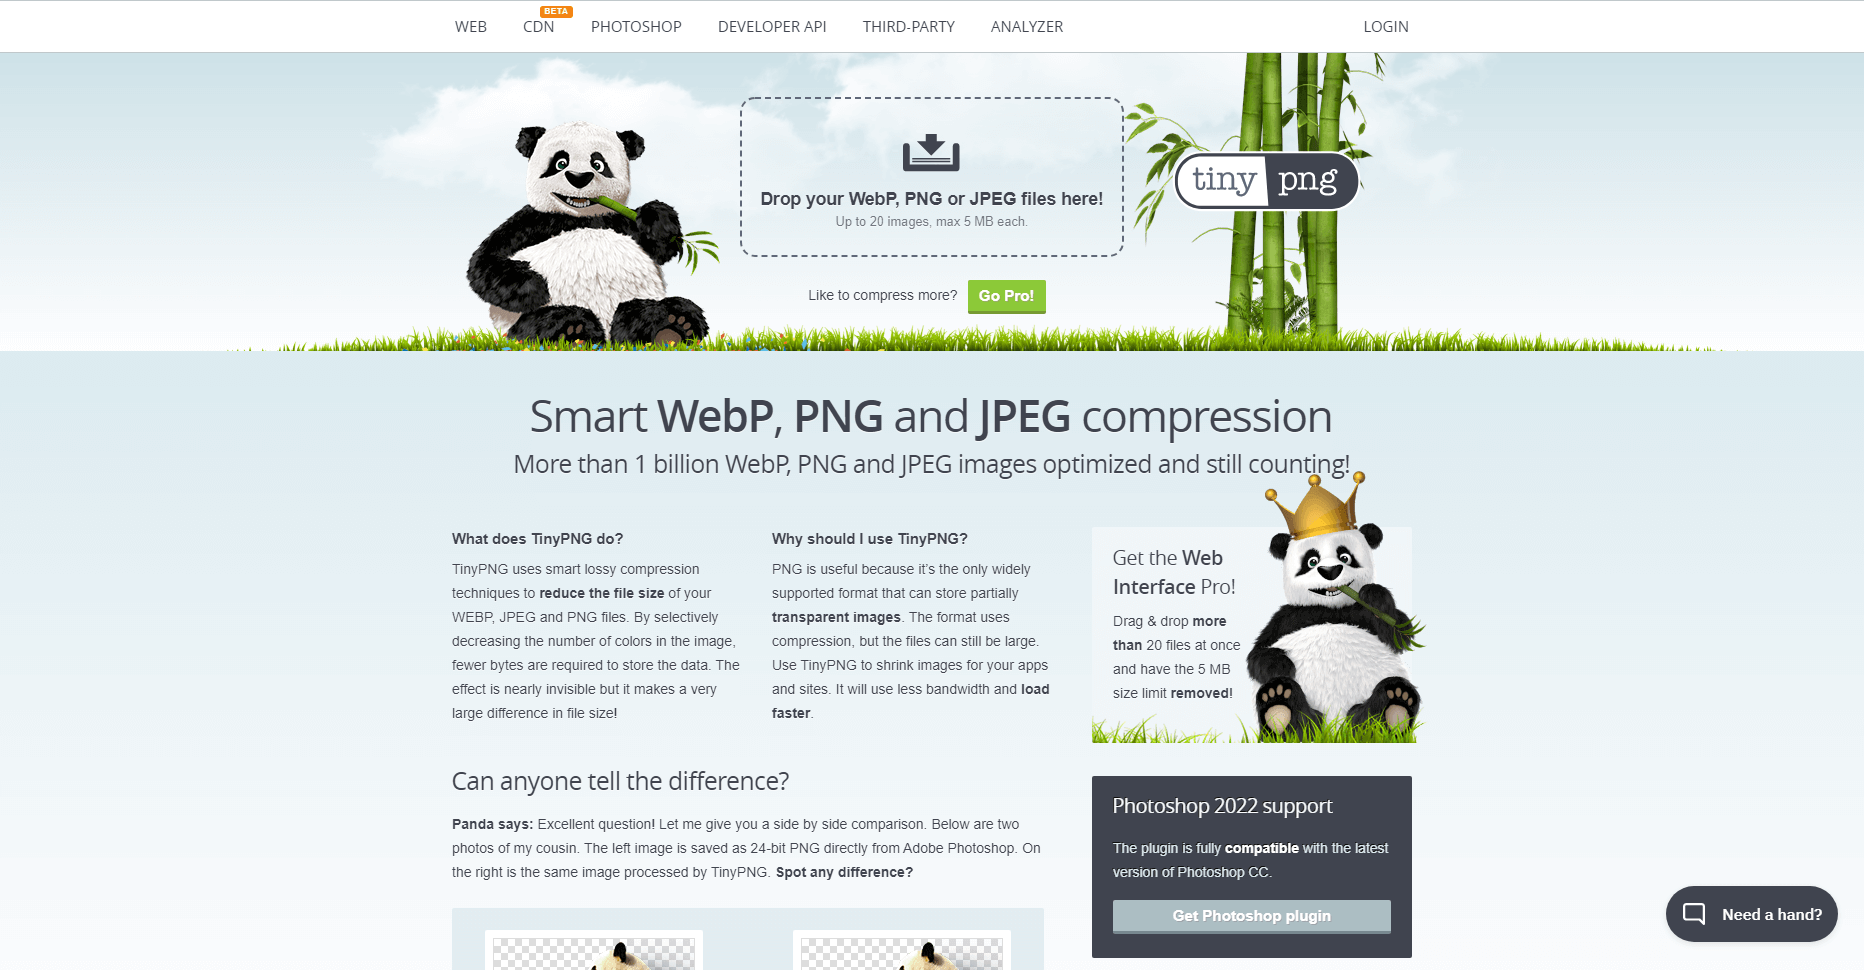 WEB
CDN
BETA
PHOTOSHOP
DEVELOPER API
THIRD-PARTY
ANALYZER
LOGIN
Drop your WebP, PNG or JPEG files here!
Up to 20 images, max 5 MB each.
tiny png
Like to compress more?
Go Pro!
Smart WebP, PNG and JPEG compression
More than 1 billion WebP, PNG and JPEG images optimized and still counting!
What does TinyPNG do?
TinyPNG uses smart lossy compression
techniques to reduce the file size of your
WEBP, JPEG and PNG files. By selectively
decreasing the number of colors in the image,
fewer bytes are required to store the data. The
effect is nearly invisible but it makes a very
large difference in file size!
Why should I use TinyPNG?
PNG is useful because it's the only widely
supported format that can store partially
transparent images. The format uses
compression, but the files can still be large.
Use TinyPNG to shrink images for your apps
and sites. It will use less bandwidth and load
faster.
Get the Web
Interface Pro!
Drag & drop more
than 20 files at once
and have the 5 MB
size limit removed!
Can anyone tell the difference?
Panda says: Excellent question! Let me give you a side by side comparison. Below are two
photos of my cousin. The left image is saved as 24-bit PNG directly from Adobe Photoshop. On
the right is the same image processed by TinyPNG. Spot any difference?
Photoshop 2022 support
The plugin is fully compatible with the latest
version of Photoshop CC.
Get Photoshop plugin
Need a hand?